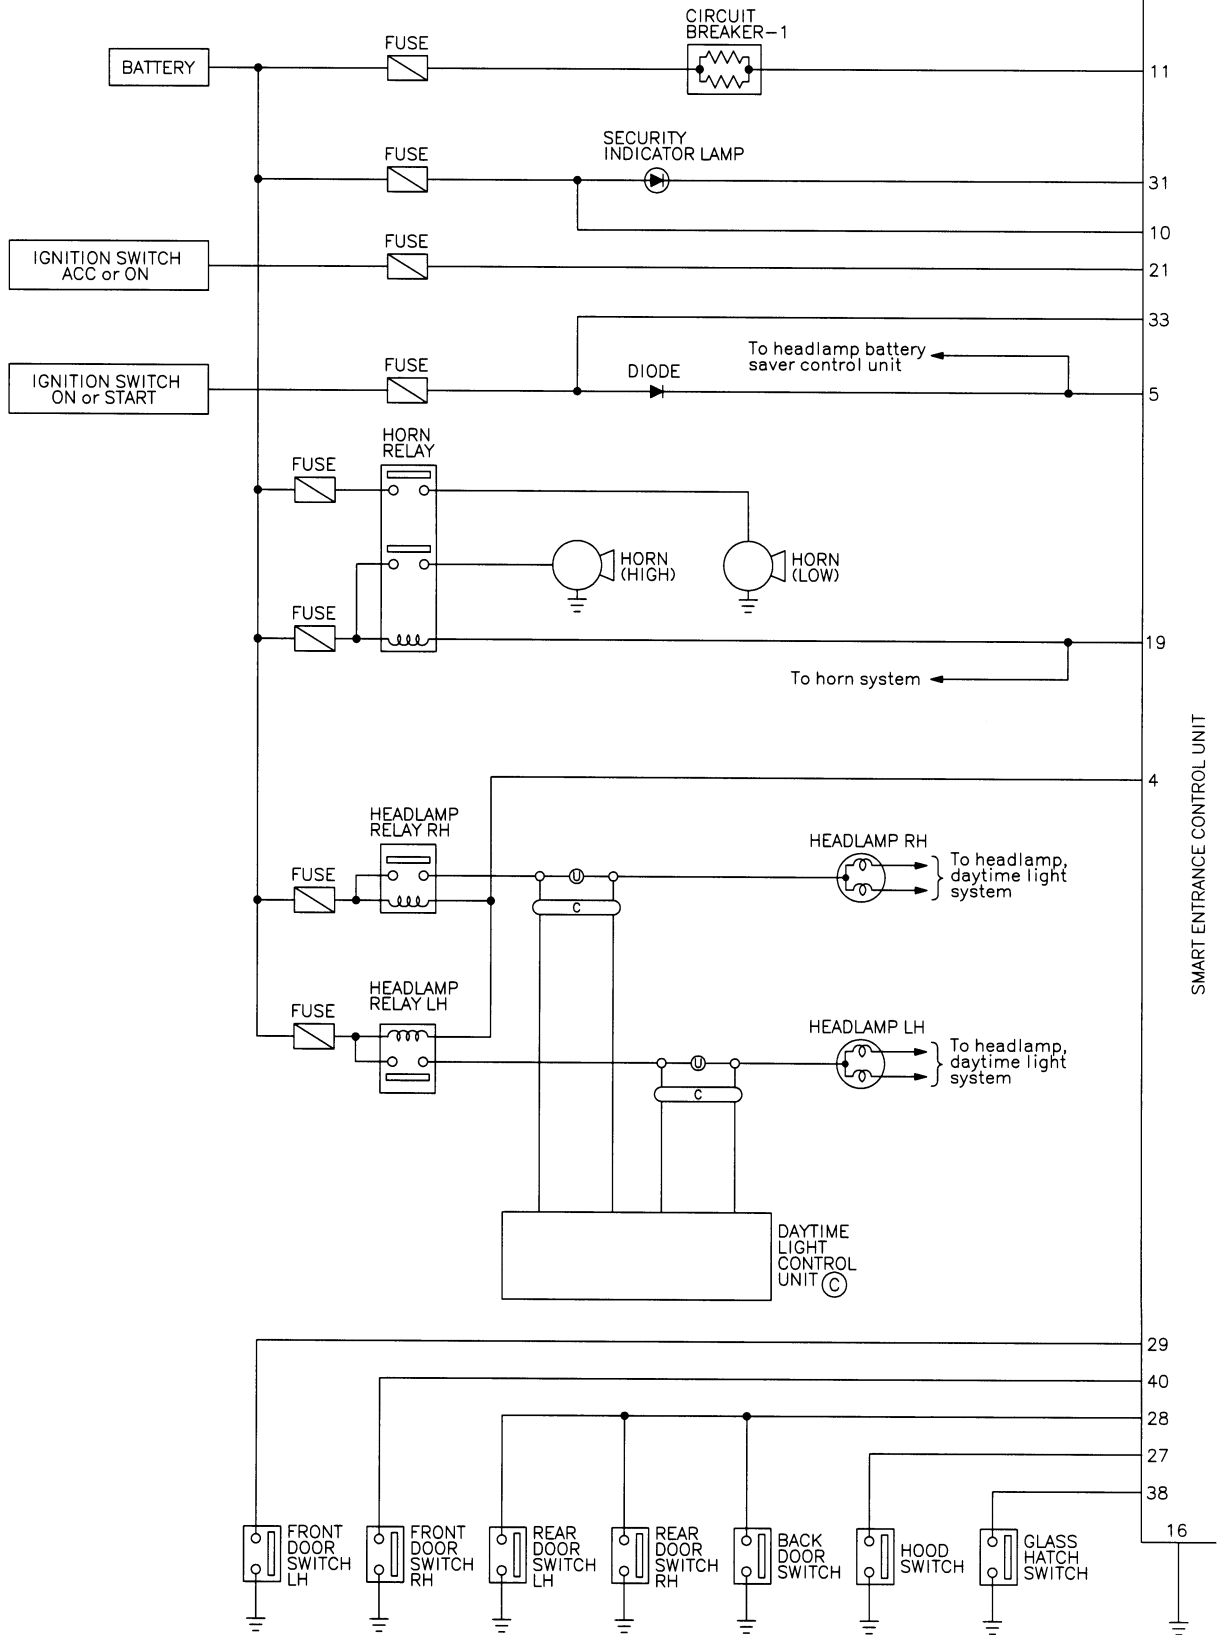 CIRCUIT
BREAKER-1
FUSE
BATTERY
11
SECURITY
INDICATOR LAMP
FUSE
31
10
FUSE
IGNITION SWITCH
ACC or ON
21
33
To headlamp battery
saver control unit
FUSE
DIODE
IGNITION SWITCH
ON or START
5
HORN
RELAY
FUSE
HORN
(HIGH)
HORN
(LOW)
FUSE
19
To horn system
SMART ENTRANCE CONTROL UNIT
4
HEADLAMP
RELAY RH
HEADLAMP RH
FUSE
U
To headlamp,
daytime light
system
C
HEADLAMP
RELAY LH
FUSE
HEADLAMP LH
U
To headlamp,
daytime light
system
C
DAYTIME
LIGHT
CONTROL
UNIT C
29
40
28
27
38
16
FRONT
DOOR
SWITCH
LH
FRONT
DOOR
SWITCH
RH
REAR
DOOR
SWITCH
LH
REAR
DOOR
SWITCH
RH
BACK
DOOR
SWITCH
HOOD
SWITCH
GLASS
HATCH
SWITCH